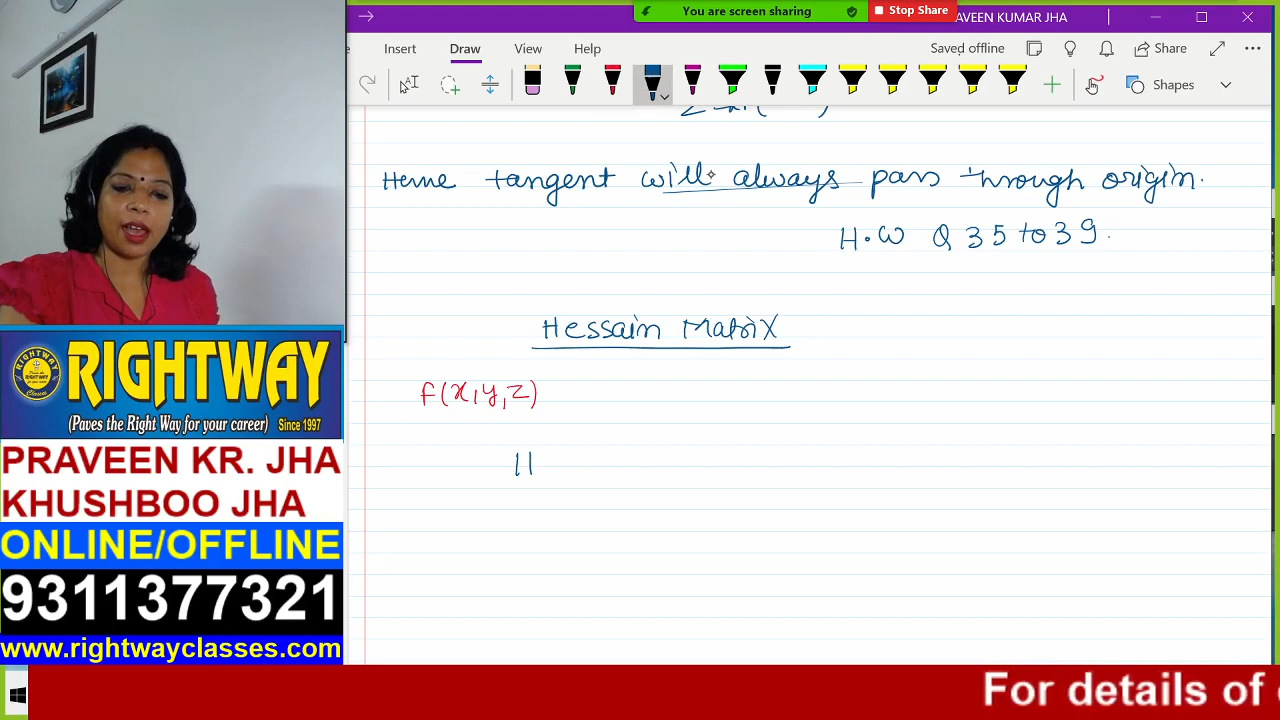 You are screen sharing
Stop Share
AVEEN KUMAR JHA
Insert Draw View Help
Saved offline
Share
Shapes
Hence tangent will always pass through origin.
H.W Q 35 to 39.
Hessain Matrix
f(x,y,z)
RIGHTWAY
(Paves the Right Way for your career) Since 1997
PRAVEEN KR. JHA
KHUSHBOO JHA
ONLINE/OFFLINE
9311377321
www.rightwayclasses.com
For details of